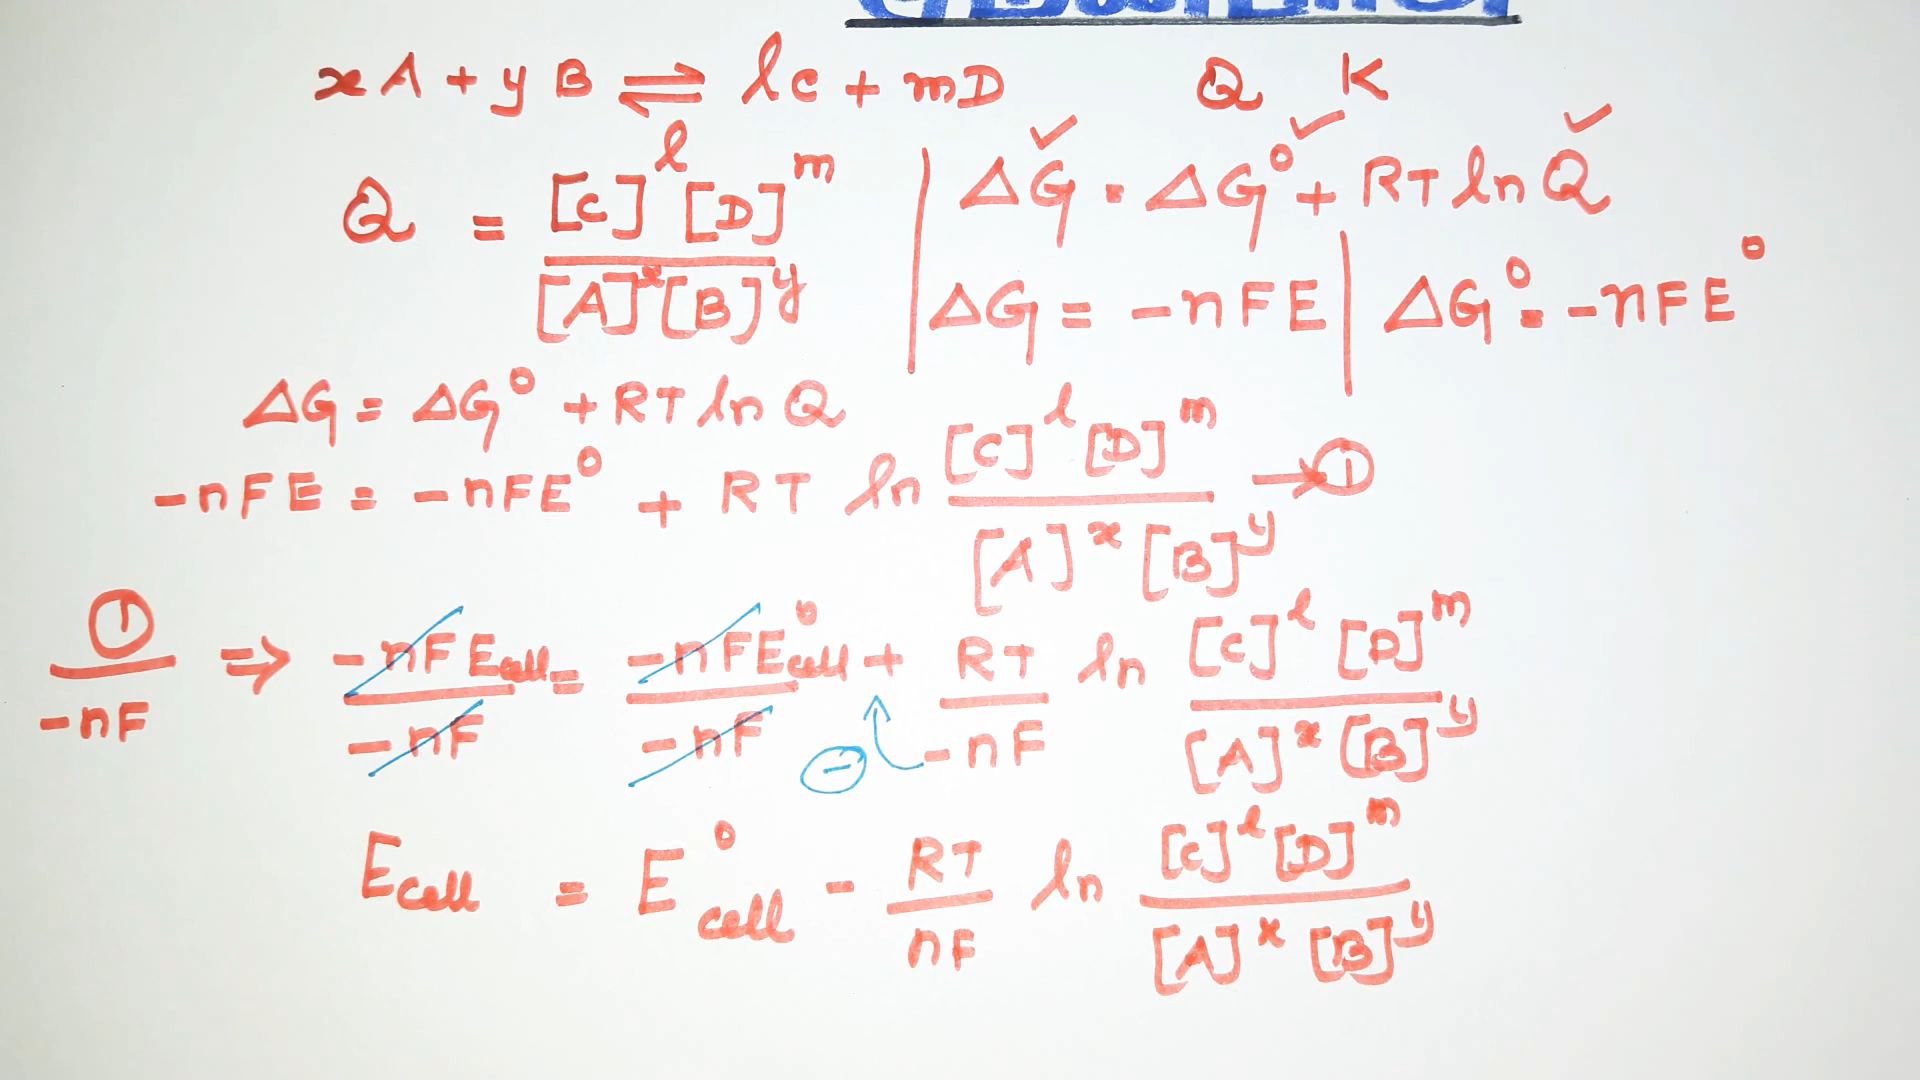 xA + yB ⇌ lC + mD Q K
Q = [C]^l [D]^m / [A]^x [B]^y
ΔG = ΔG° + RT ln Q
ΔG = -nFE | ΔG° = -nFE°
ΔG = ΔG° + RT ln Q
-nFE = -nFE° + RT ln [C]^l [D]^m / [A]^x [B]^y → ①
①/-nF ⇒ -nFEcell / -nF = -nFE°cell / -nF + RT / -nF ln [C]^l [D]^m / [A]^x [B]^y
⊖
Ecell = E°cell - RT / nF ln [C]^l [D]^m / [A]^x [B]^y